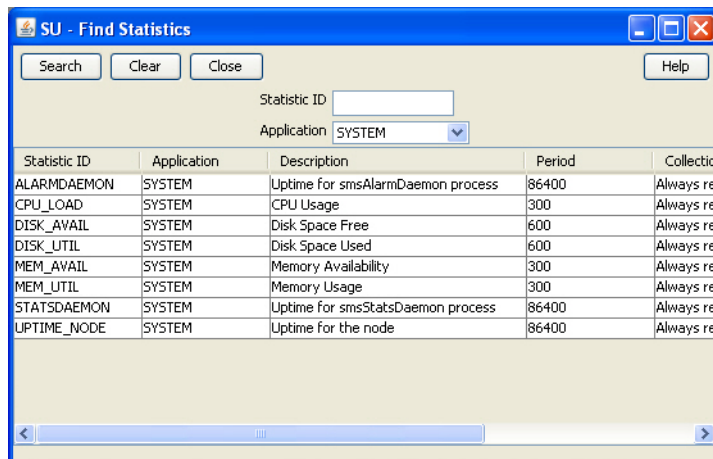 SU - Find Statistics
Search Clear Close Help
Statistic ID
Application SYSTEM
Statistic ID Application Description Period Collectio
ALARMDAEMON SYSTEM Uptime for smsAlarmDaemon process 86400 Always re
CPU_LOAD SYSTEM CPU Usage 300 Always re
DISK_AVAIL SYSTEM Disk Space Free 600 Always re
DISK_UTIL SYSTEM Disk Space Used 600 Always re
MEM_AVAIL SYSTEM Memory Availability 300 Always re
MEM_UTIL SYSTEM Memory Usage 300 Always re
STATSDAEMON SYSTEM Uptime for smsStatsDaemon process 86400 Always re
UPTIME_NODE SYSTEM Uptime for the node 86400 Always re